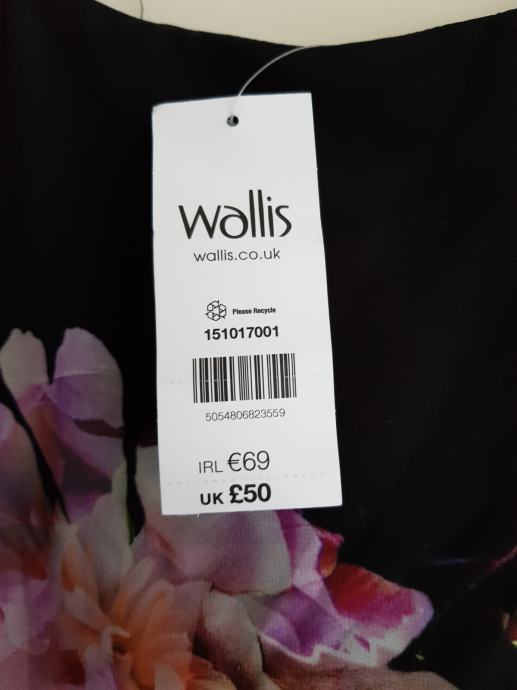 wallis
wallis.co.uk
Please Recycle
151017001
5054806823559
IRL €69
UK £50